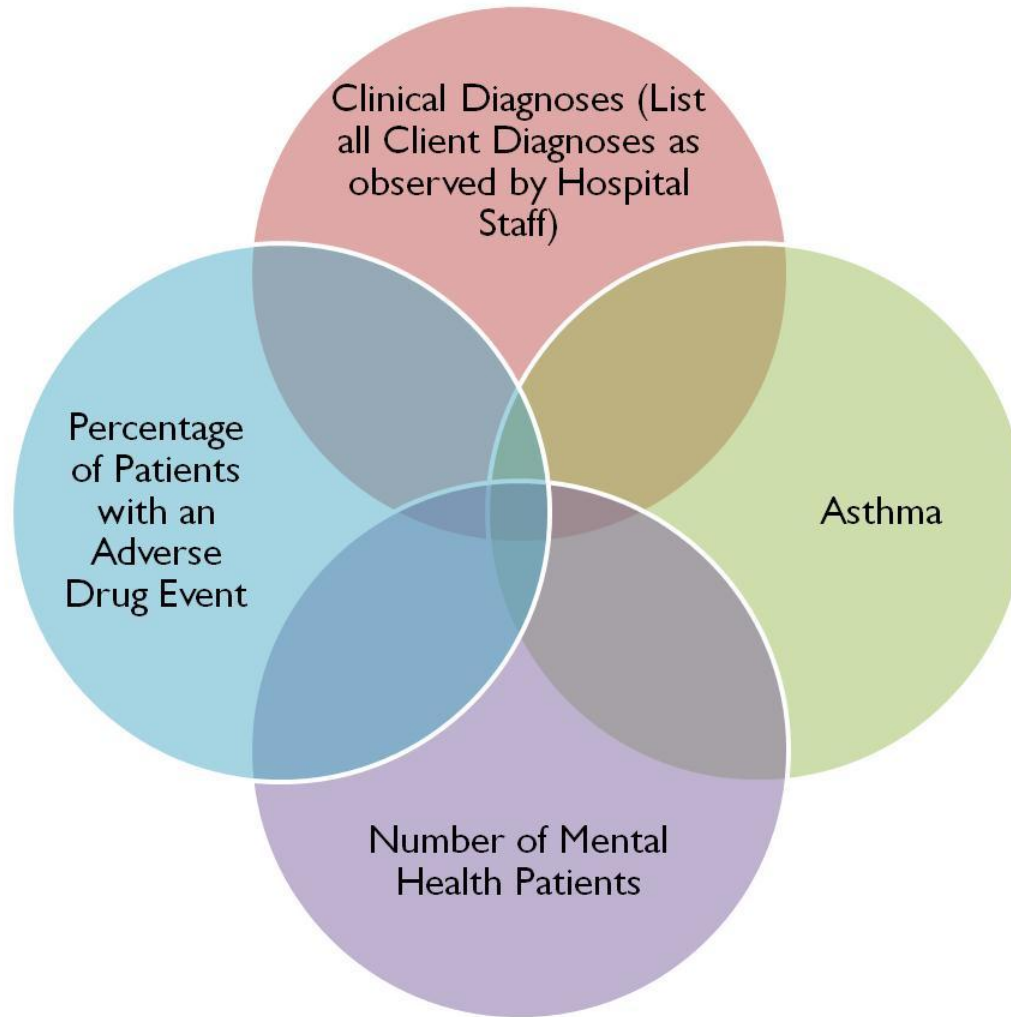 Clinical Diagnoses (List
all Client Diagnoses as
observed by Hospital
Staff)
Percentage
of Patients
with an
Adverse
Drug Event
Asthma
Number of Mental
Health Patients